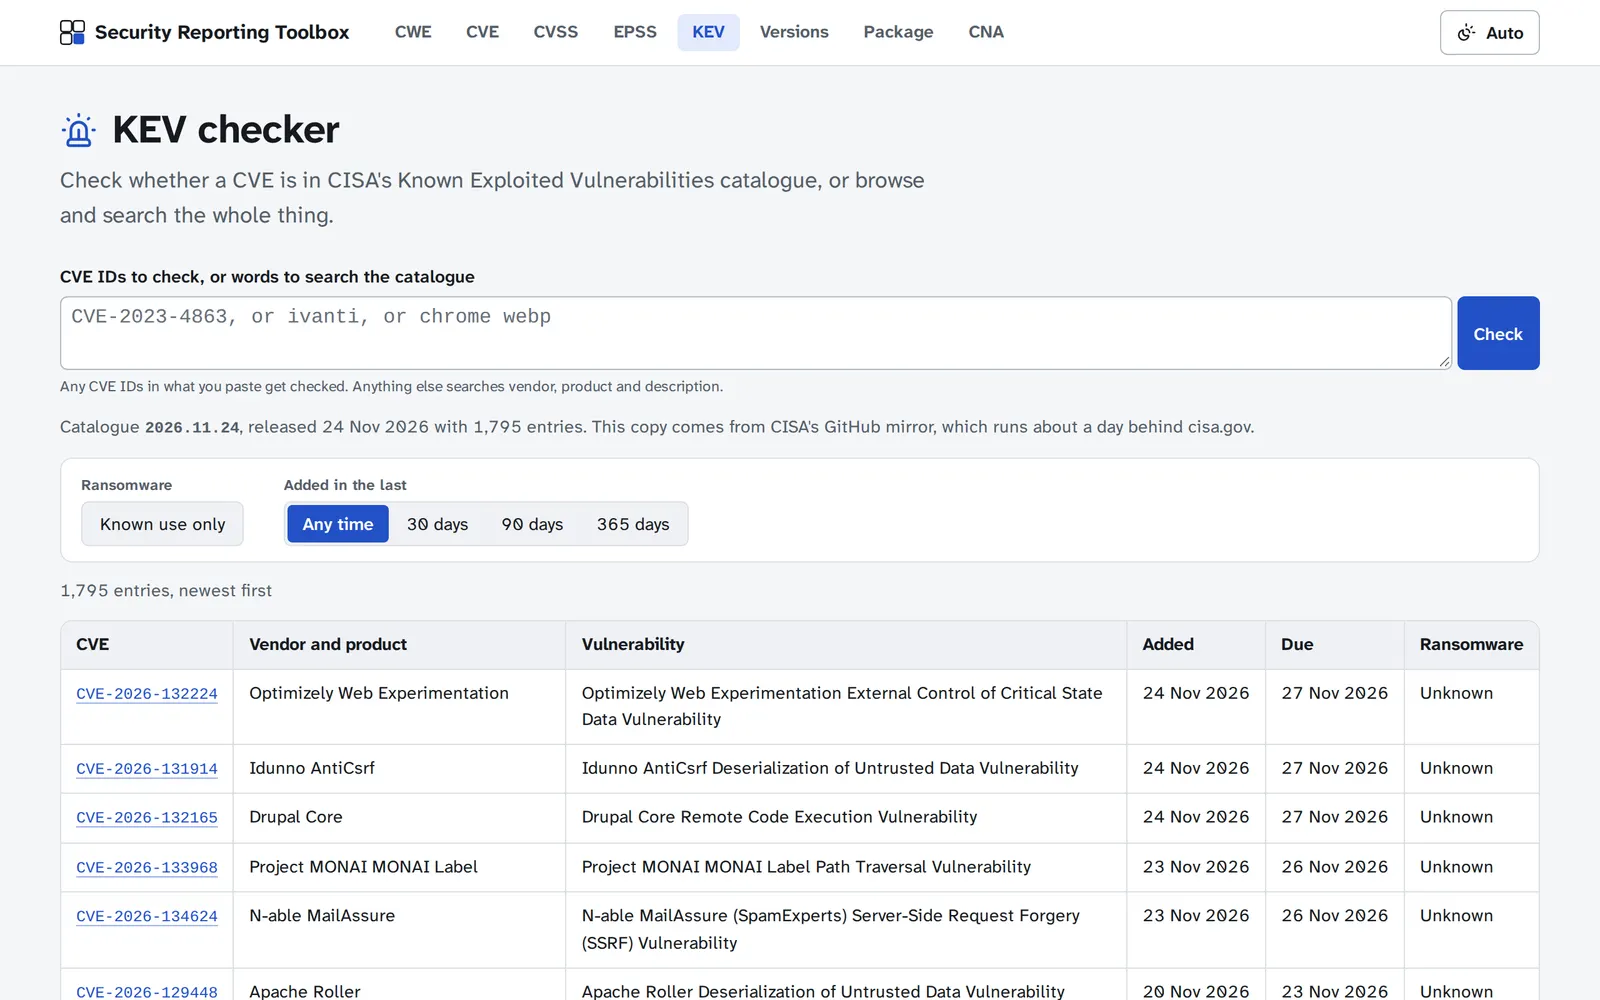 Security Reporting Toolbox CWE CVE CVSS EPSS KEV Versions Package CNA Auto
KEV checker
Check whether a CVE is in CISA's Known Exploited Vulnerabilities catalogue, or browse
and search the whole thing.
CVE IDs to check, or words to search the catalogue
CVE-2023-4863, or ivanti, or chrome webp
Check
Any CVE IDs in what you paste get checked. Anything else searches vendor, product and description.
Catalogue 2026.11.24, released 24 Nov 2026 with 1,795 entries. This copy comes from CISA's GitHub mirror, which runs about a day behind cisa.gov.
Ransomware Added in the last
Known use only Any time 30 days 90 days 365 days
1,795 entries, newest first
CVE Vendor and product Vulnerability Added Due Ransomware
CVE-2026-132224 Optimizely Web Experimentation Optimizely Web Experimentation External Control of Critical State 24 Nov 2026 27 Nov 2026 Unknown
Data Vulnerability
CVE-2026-131914 Idunno AntiCsrf Idunno AntiCsrf Deserialization of Untrusted Data Vulnerability 24 Nov 2026 27 Nov 2026 Unknown
CVE-2026-132165 Drupal Core Drupal Core Remote Code Execution Vulnerability 24 Nov 2026 27 Nov 2026 Unknown
CVE-2026-133968 Project MONAI MONAI Label Project MONAI MONAI Label Path Traversal Vulnerability 23 Nov 2026 26 Nov 2026 Unknown
CVE-2026-134624 N-able MailAssure N-able MailAssure (SpamExperts) Server-Side Request Forgery 23 Nov 2026 26 Nov 2026 Unknown
(SSRF) Vulnerability
CVE-2026-129448 Apache Roller Apache Roller Deserialization of Untrusted Data Vulnerability 20 Nov 2026 23 Nov 2026 Unknown